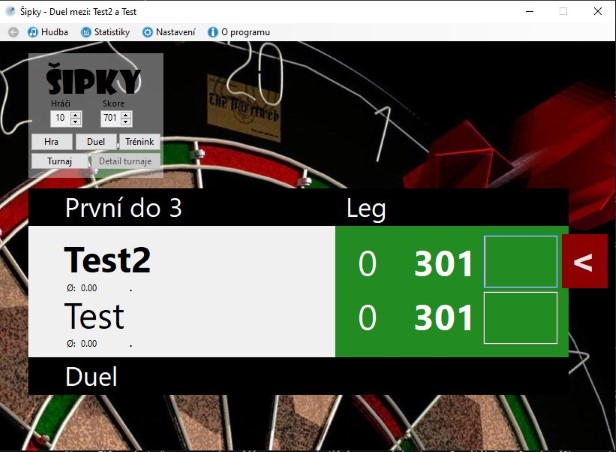 Šipky - Duel mezi: Test2 a Test
Hudba Statistiky Nastavení O programu
20
ŠIPKY
Hráči Skore
10 701
Hra Duel Trénink
Turnaj Detail turnaje
První do 3 Leg
Test2 0 301 <
Ø: 0.00 .
Test 0 301
Ø: 0.00 .
Duel